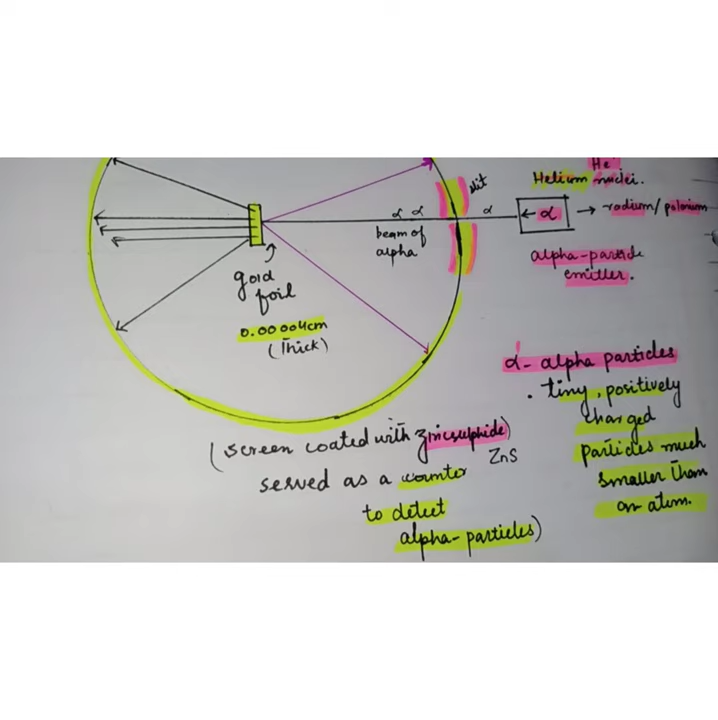 He
Helium nuclei.
slit
α α
α
← α → radium/polonium
beam of
alpha
alpha-particle
emitter.
gold
foil
0.00004cm
(Thick)
α - alpha particles
. tiny, positively
charged
particles much
smaller than
an atom.
(screen coated with zincsulphide)
ZnS
served as a counter
to detect
alpha-particles)